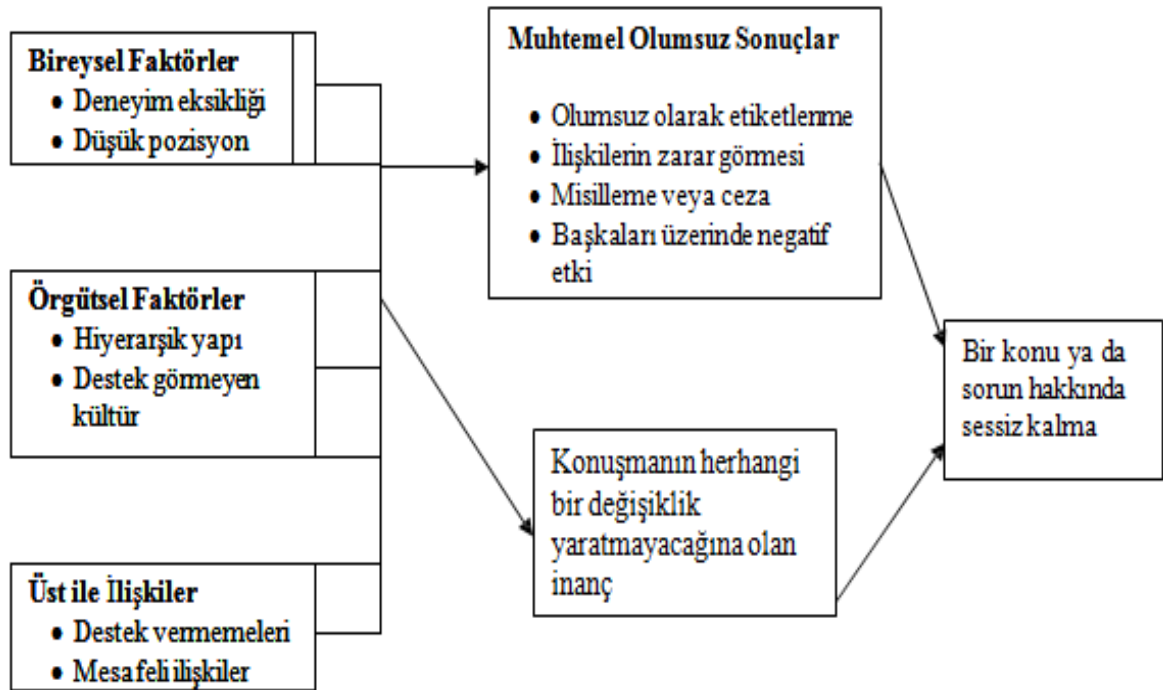 Bireysel Faktörler
• Deneyim eksikliği
• Düşük pozisyon
Örgütsel Faktörler
• Hiyerarşik yapı
• Destek görmeyen
kültür
Üst ile İlişkiler
• Destek vermemeleri
• Mesafeli ilişkiler
Muhtemel Olumsuz Sonuçlar
• Olumsuz olarak etiketlenme
• İlişkilerin zarar görmesi
• Misilleme veya ceza
• Başkaları üzerinde negatif
etki
Konuşmanın herhangi
bir değişiklik
yaratmayacağına olan
inanç
Bir konu ya da
sorun hakkında
sessiz kalma